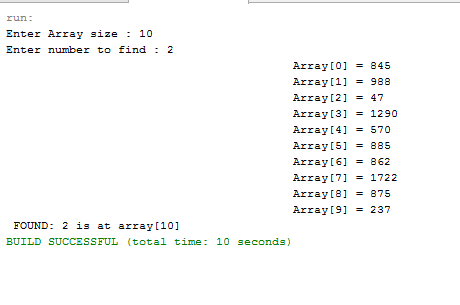 run:
Enter Array size : 10
Enter number to find : 2
Array[0] = 845
Array[1] = 988
Array[2] = 47
Array[3] = 1290
Array[4] = 570
Array[5] = 885
Array[6] = 862
Array[7] = 1722
Array[8] = 875
Array[9] = 237
FOUND: 2 is at array[10]
BUILD SUCCESSFUL (total time: 10 seconds)